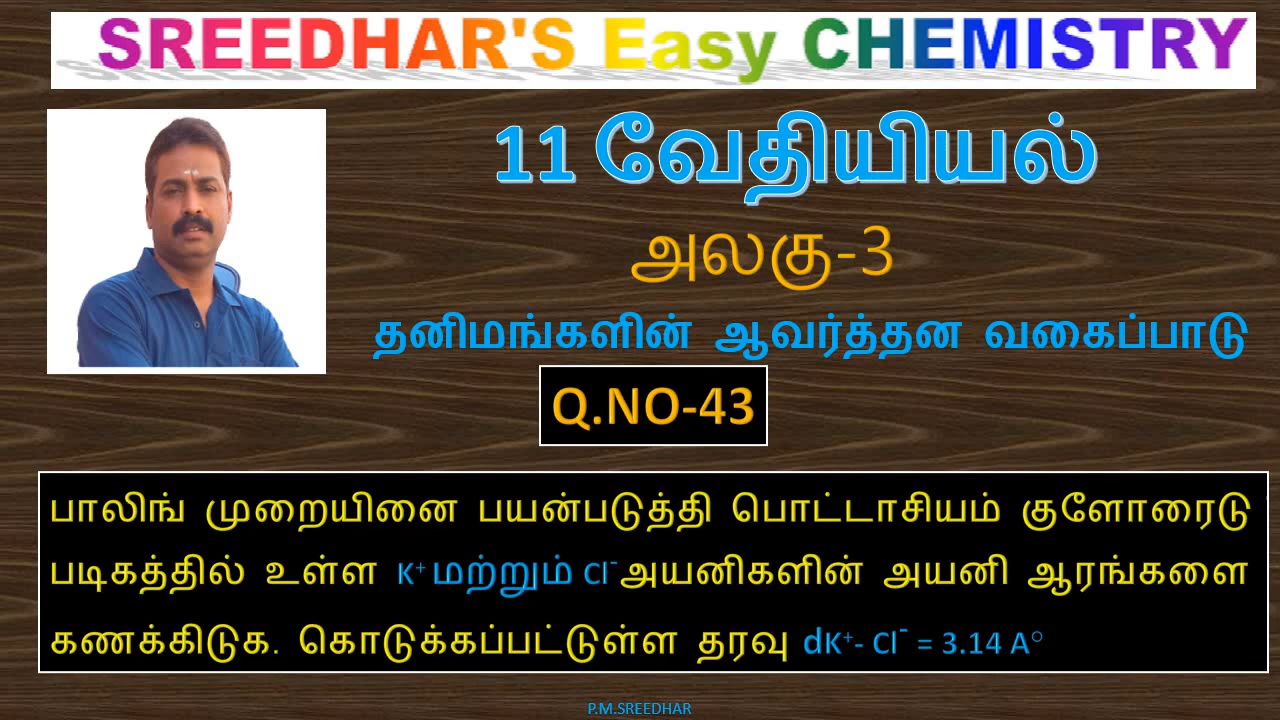 SREEDHAR'S Easy CHEMISTRY
11 வேதியியல்
அலகு-3
தனிமங்களின் ஆவர்த்தன வகைப்பாடு
Q.NO-43
பாலிங் முறையினை பயன்படுத்தி பொட்டாசியம் குளோரைடு
படிகத்தில் உள்ள K⁺ மற்றும் Cl⁻அயனிகளின் அயனி ஆரங்களை
கணக்கிடுக. கொடுக்கப்பட்டுள்ள தரவு dK⁺- Cl⁻ = 3.14 A°
P.M.SREEDHAR